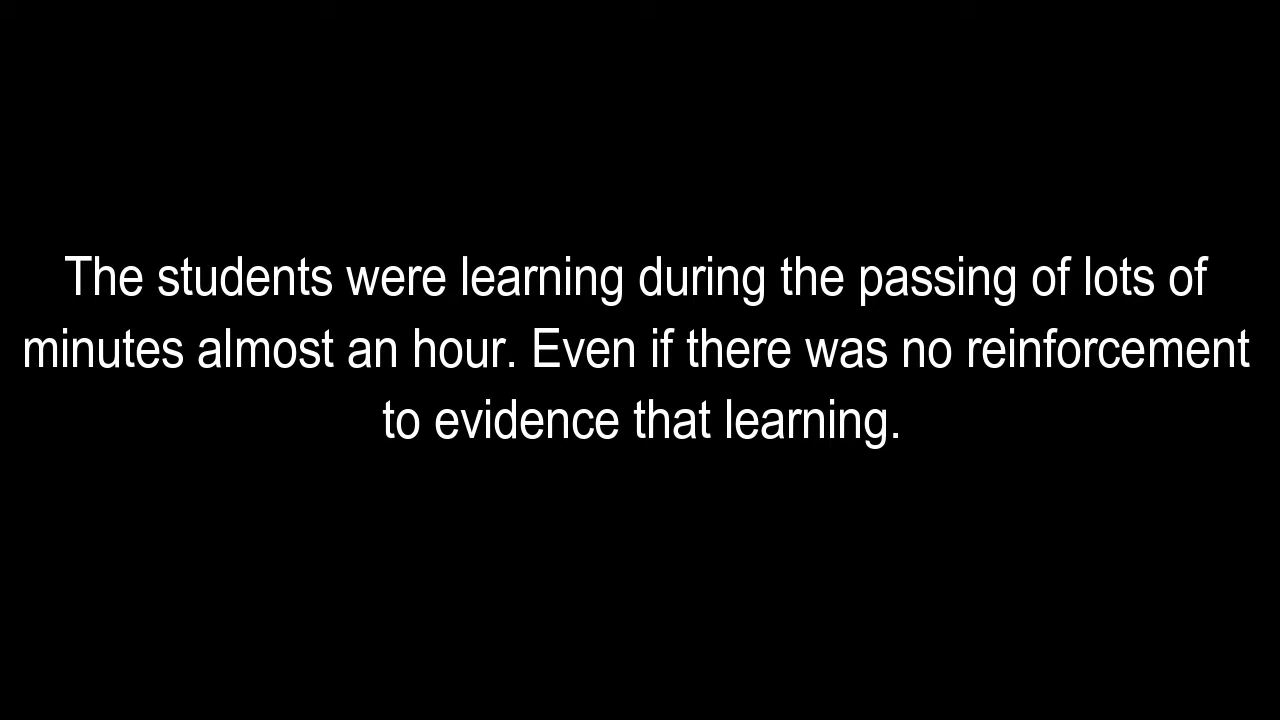 The students were learning during the passing of lots of
minutes almost an hour. Even if there was no reinforcement
to evidence that learning.